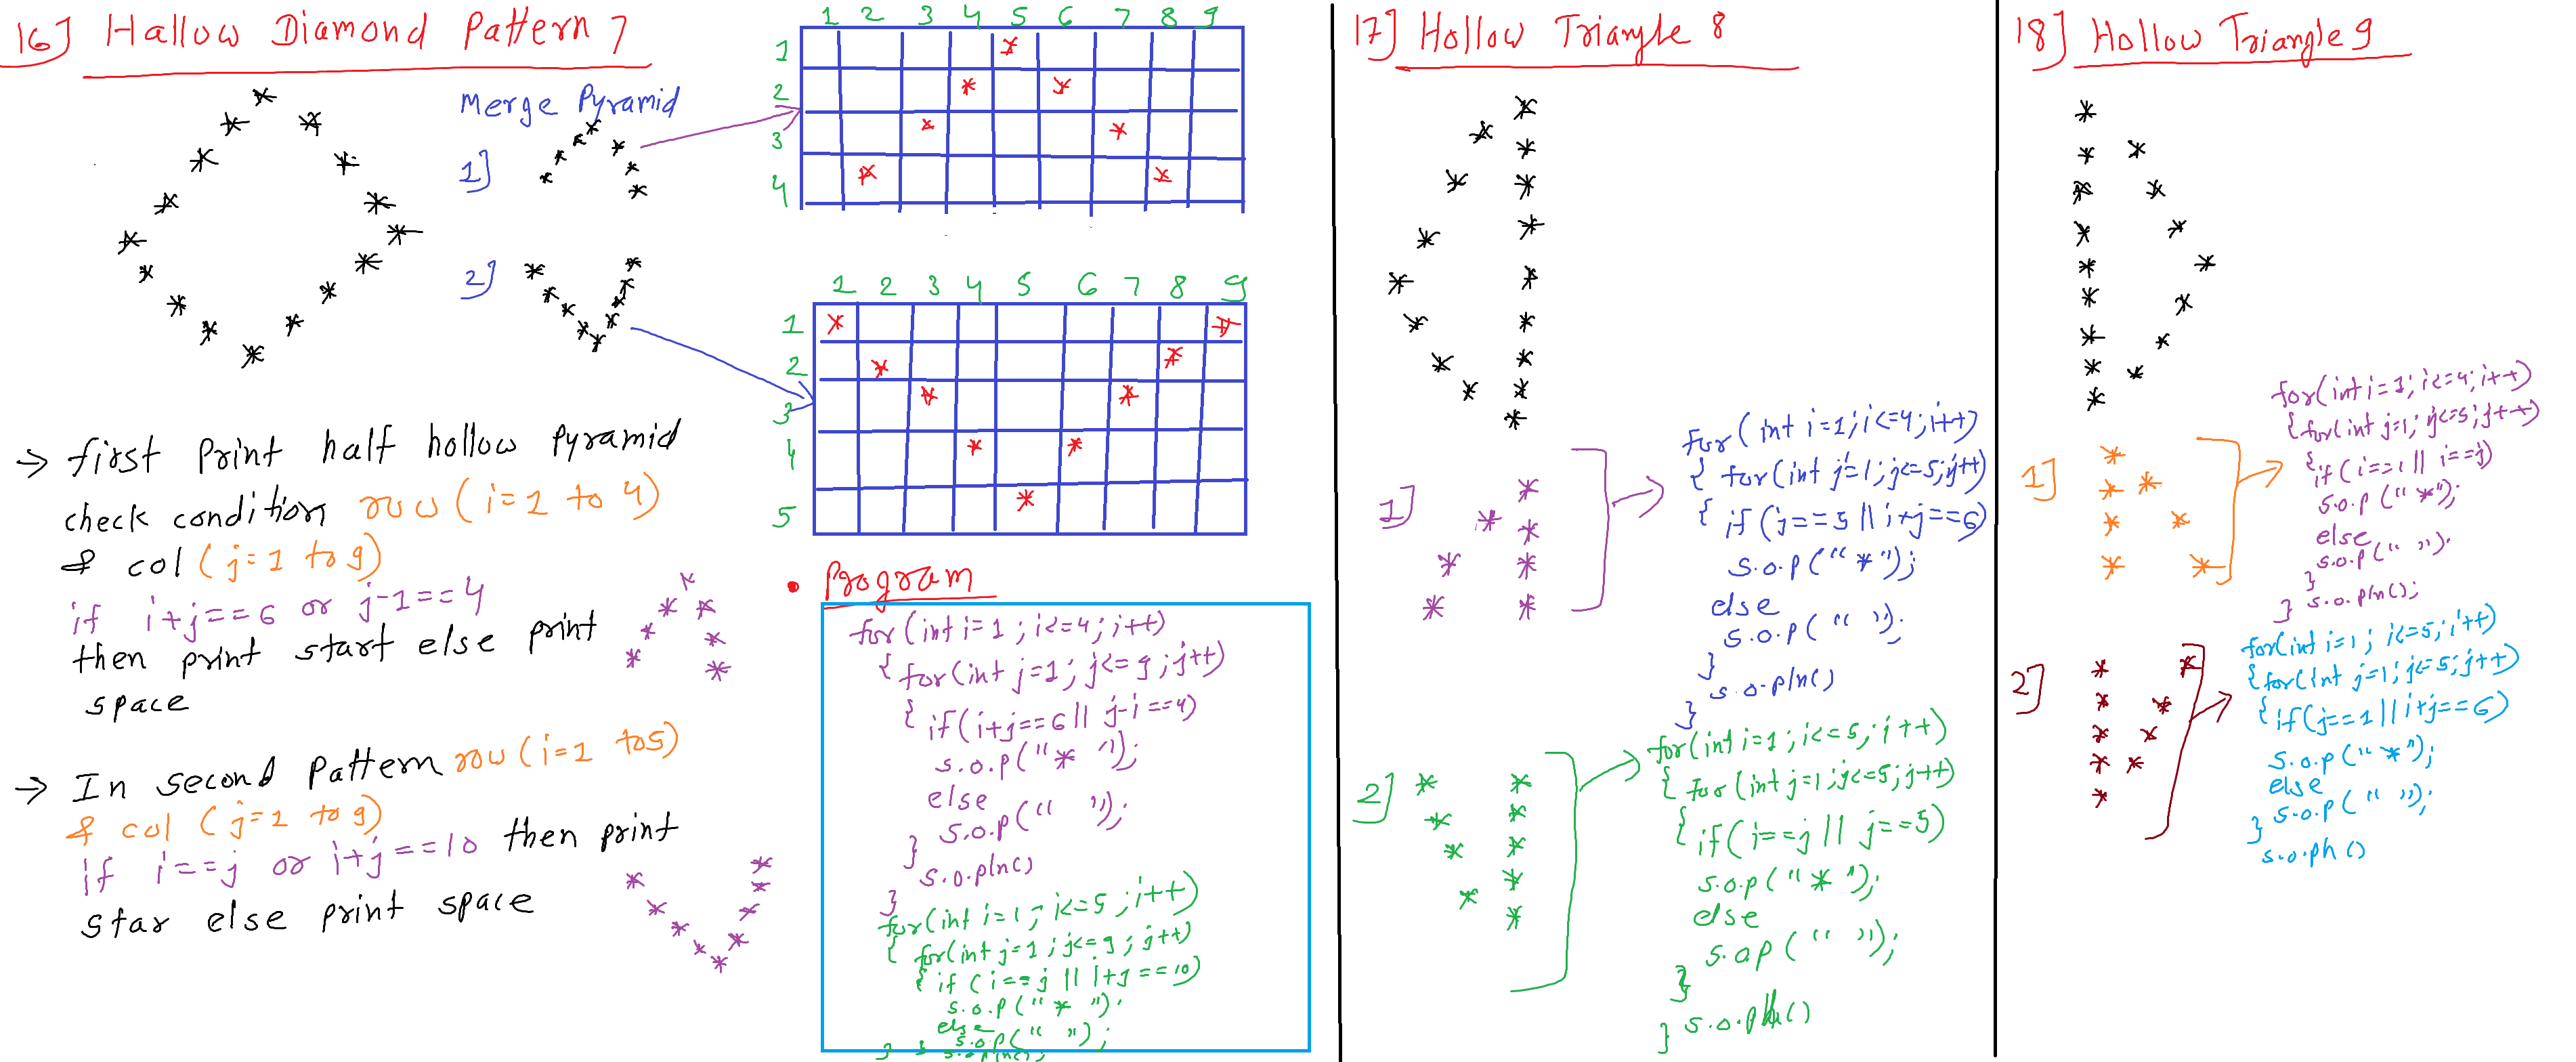 16] Hallow Diamond Pattern 7
Merge Pyramid
1]
2]
1 2 3 4 5 6 7 8 9
1
2
3
4
1 2 3 4 5 6 7 8 9
1
2
3
4
5
→ first Print half hollow Pyramid
check condition row (i=1 to 4)
& col (j=1 to 9)
if i+j==6 or j-1==4
then print start else print
space
→ In second Pattern row (i=1 to 5)
& col (j=1 to 9)
if i==j or i+j==10 then print
star else print space
• Program
for(int i=1; i<=4; i++)
{ for(int j=1; j<=9; j++)
{ if(i+j==6 || j-i==4)
s.o.p("* ");
else
s.o.p("  ");
}
s.o.pln()
}
for(int i=1; i<=5; i++)
{ for(int j=1; j<=9; j++)
{ if (i==j || i+j==10)
s.o.p("* ");
else
s.o.p("  ");
} } s.o.pln();
17] Hollow Triangle 8
1]
for(int i=1; i<=4; i++)
{ for(int j=1; j<=5; j++)
{ if(j==5 || i+j==6)
s.o.p("*");
else
s.o.p(" ");
}
s.o.pln()
}
2]
for(int i=1; i<=5; i++)
{ for(int j=1; j<=5; j++)
{ if(i==j || j==5)
s.o.p("*");
else
s.op(" ");
}
} s.o.pln()
18] Hollow Triangle 9
1]
for(int i=1; i<=4; i++)
{ for(int j=1; j<=5; j++)
{ if(i==1 || i==j)
s.o.p("*");
else
s.o.p(" ");
}
} s.o.pln();
2]
for(int i=1; i<=5; i++)
{ for(int j=1; j<=5; j++)
{ if(j==1 || i+j==6)
s.o.p("*");
else
s.o.p(" ");
}
s.o.pln()